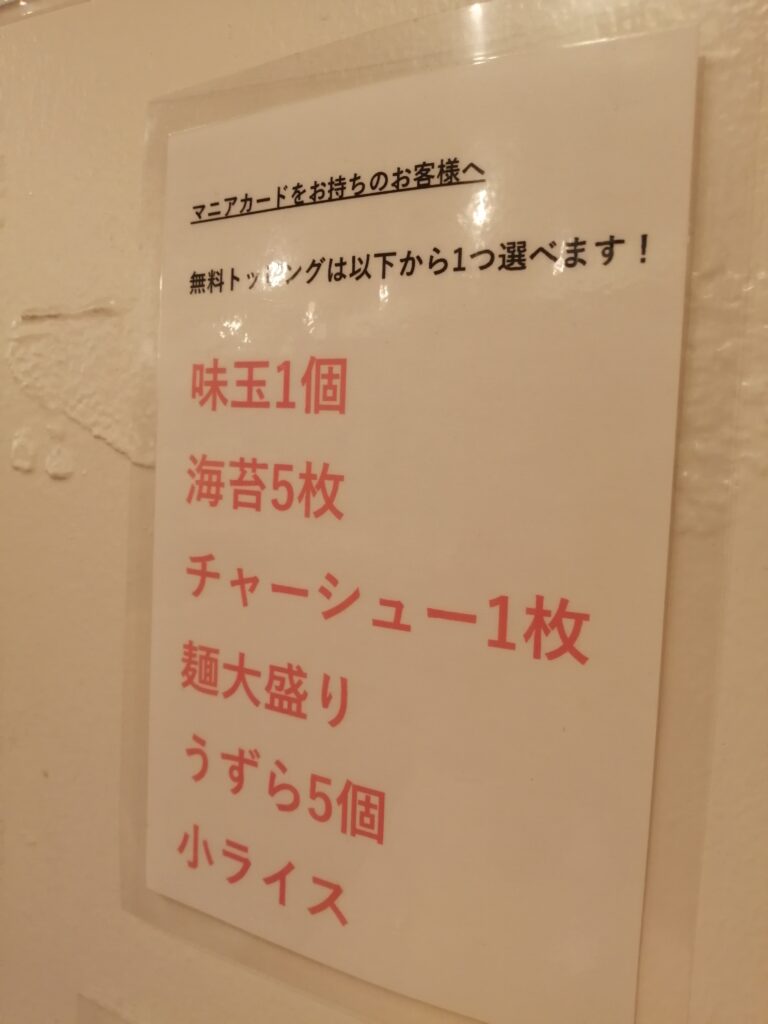 マニアカードをお持ちのお客様へ
無料トッピングは以下から1つ選べます！
味玉1個
海苔5枚
チャーシュー1枚
麺大盛り
うずら5個
小ライス